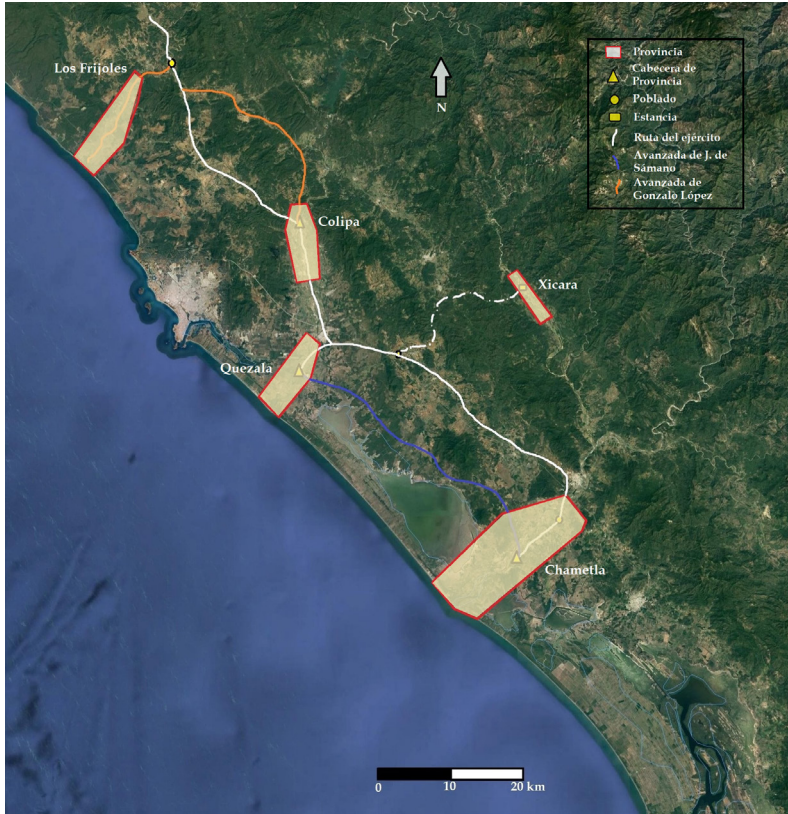 Los Frijoles
N
Provincia
Cabecera de
Provincia
Poblado
Estancia
Ruta del ejército
Avanzada de J. de
Sámano
Avanzada de
Gonzalo López
Colipa
Xicara
Quezala
Chametla
0 10 20 km